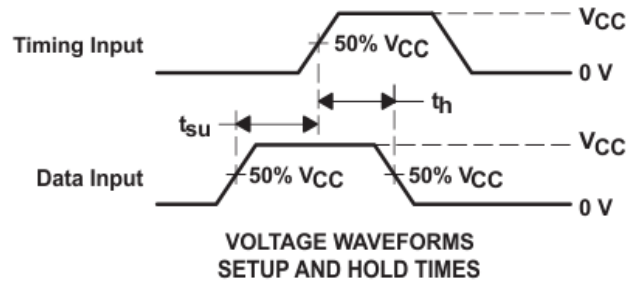 VCC
Timing Input
50% VCC
0 V
th
tsu
VCC
Data Input
50% VCC
50% VCC
0 V
VOLTAGE WAVEFORMS
SETUP AND HOLD TIMES